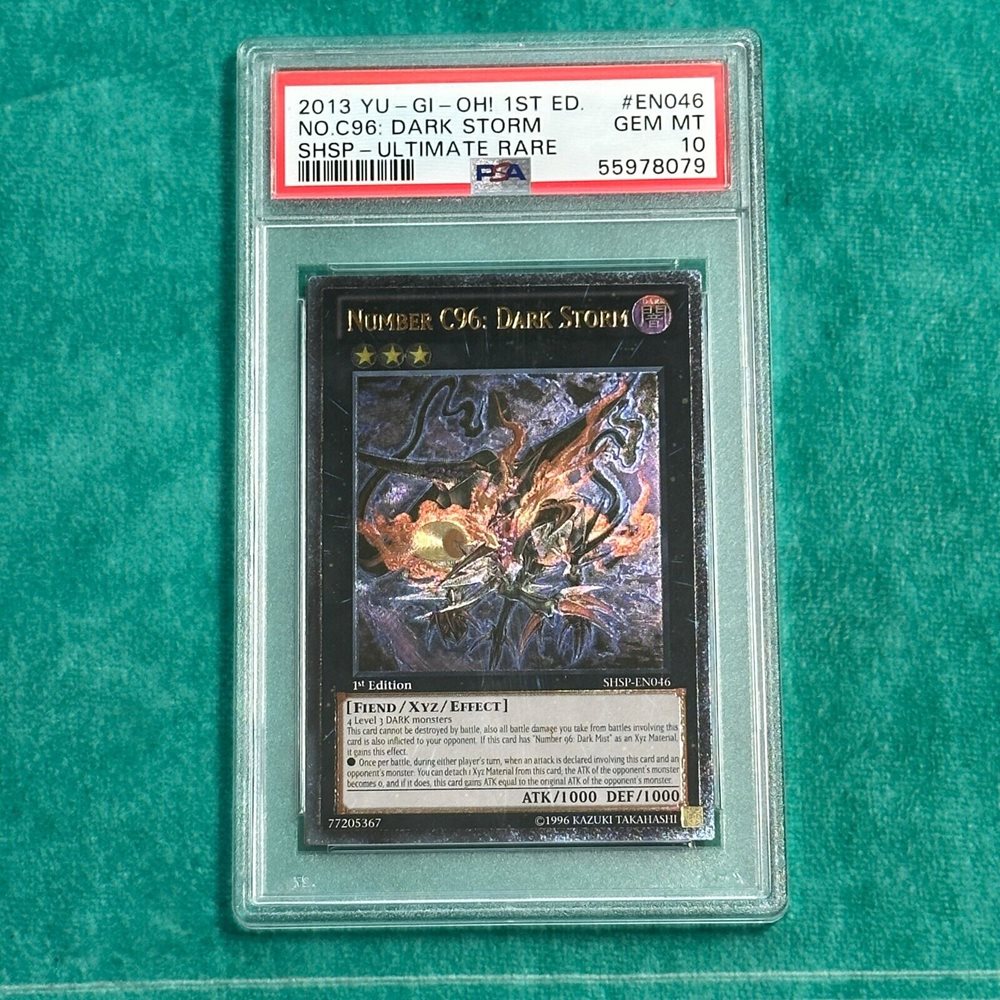 2013 YU-GI-OH! 1ST ED. #EN046
NO.C96: DARK STORM GEM MT
SHSP-ULTIMATE RARE 10
PSA 55978079
NUMBER C96: DARK STORM DARK
闇
1st Edition SHSP-EN046
[FIEND/XYZ/EFFECT]
4 Level 3 DARK monsters
This card cannot be destroyed by battle, also all battle damage you take from battles involving this
card is also inflicted to your opponent. If this card has "Number 96: Dark Mist" as an Xyz Material,
it gains this effect.
● Once per battle, during either player's turn, when an attack is declared involving this card and an
opponent's monster: You can detach 1 Xyz Material from this card; the ATK of the opponent's monster
becomes 0, and if it does, this card gains ATK equal to the original ATK of the opponent's monster.
ATK/1000 DEF/1000
77205367 ©1996 KAZUKI TAKAHASHI